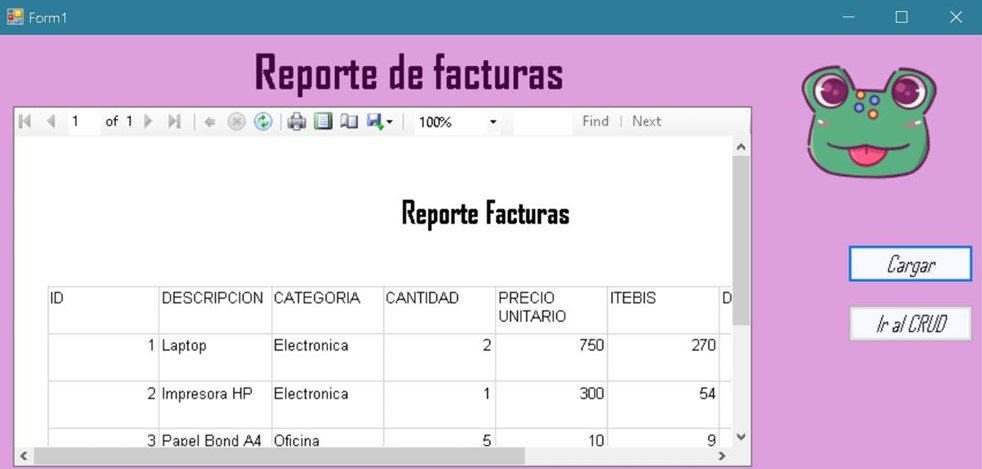 Form1
Reporte de facturas
1 of 1 100% Find | Next
Reporte Facturas
ID DESCRIPCION CATEGORIA CANTIDAD PRECIO UNITARIO ITEBIS D
1 Laptop Electronica 2 750 270
2 Impresora HP Electronica 1 300 54
3 Papel Bond A4 Oficina 5 10 9
Cargar
Ir al CRUD